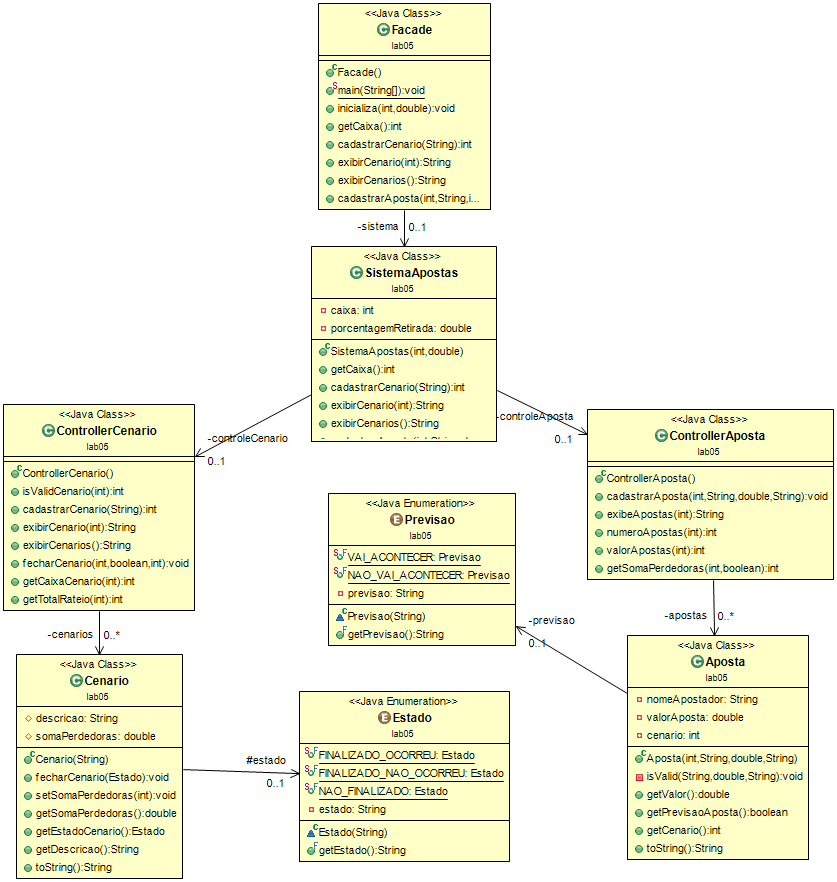 <<Java Class>>
Facade
lab05
Facade()
main(String[]):void
inicializa(int,double):void
getCaixa():int
cadastrarCenario(String):int
exibirCenario(int):String
exibirCenarios():String
cadastrarAposta(int,String,i...
-sistema
0..1
<<Java Class>>
SistemaApostas
lab05
caixa: int
porcentagemRetirada: double
SistemaApostas(int,double)
getCaixa():int
cadastrarCenario(String):int
exibirCenario(int):String
exibirCenarios():String
-controleCenario
0..1
-controleAposta
0..1
<<Java Class>>
ControllerCenario
lab05
ControllerCenario()
isValidCenario(int):int
cadastrarCenario(String):int
exibirCenario(int):String
exibirCenarios():String
fecharCenario(int,boolean,int):void
getCaixaCenario(int):int
getTotalRateio(int):int
<<Java Class>>
ControllerAposta
lab05
ControllerAposta()
cadastrarAposta(int,String,double,String):void
exibeApostas(int):String
numeroApostas(int):int
valorApostas(int):int
getSomaPerdedoras(int,boolean):int
<<Java Enumeration>>
Previsao
lab05
VAI_ACONTECER: Previsao
NAO_VAI_ACONTECER: Previsao
previsao: String
Previsao(String)
getPrevisao():String
-cenarios
0..*
-apostas
0..*
-previsao
0..1
<<Java Class>>
Cenario
lab05
descricao: String
somaPerdedoras: double
Cenario(String)
fecharCenario(Estado):void
setSomaPerdedoras(int):void
getSomaPerdedoras():double
getEstadoCenario():Estado
getDescricao():String
toString():String
#estado
0..1
<<Java Enumeration>>
Estado
lab05
FINALIZADO_OCORREU: Estado
FINALIZADO_NAO_OCORREU: Estado
NAO_FINALIZADO: Estado
estado: String
Estado(String)
getEstado():String
<<Java Class>>
Aposta
lab05
nomeApostador: String
valorAposta: double
cenario: int
Aposta(int,String,double,String)
isValid(String,double,String):void
getValor():double
getPrevisaoAposta():boolean
getCenario():int
toString():String